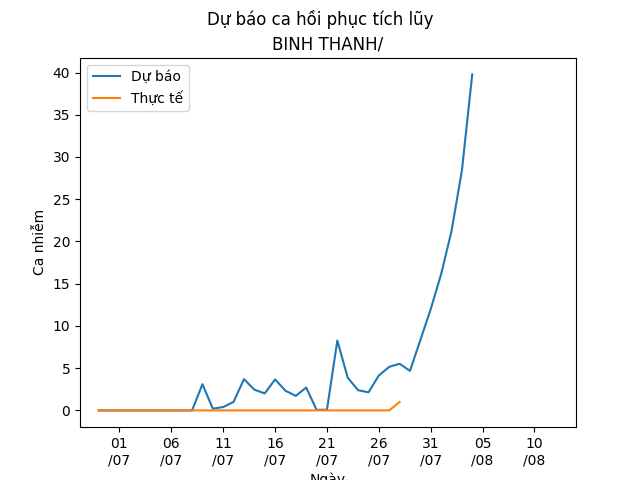 Dự báo ca hồi phục tích lũy
BINH THANH/
Dự báo
Thực tế
Ca nhiễm
40
35
30
25
20
15
10
5
0
01 06 11 16 21 26 31 05 10
/07 /07 /07 /07 /07 /07 /07 /08 /08
Ngày